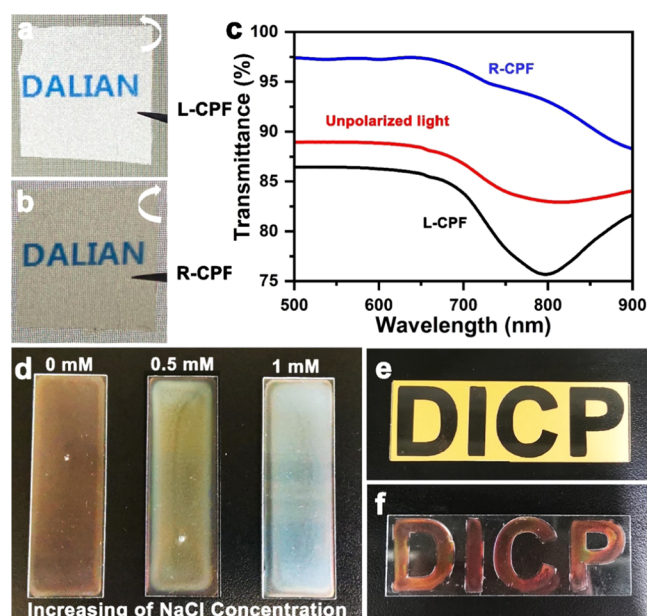 a
DALIAN
L-CPF
b
DALIAN
R-CPF
c
100
95
90
85
80
75
Transmittance (%)
R-CPF
Unpolarized light
L-CPF
500
600
700
800
900
Wavelength (nm)
d
0 mM
0.5 mM
1 mM
Increasing of NaCl Concentration
e
DICP
f
DICP